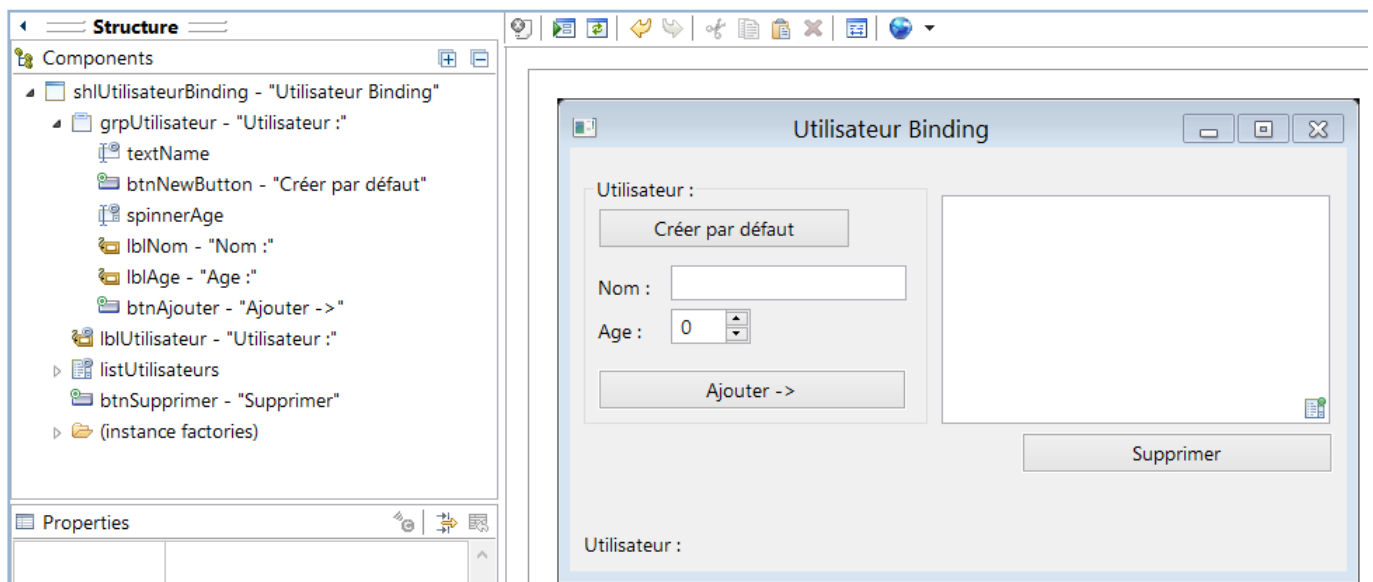 Structure
Components
shlUtilisateurBinding - "Utilisateur Binding"
grpUtilisateur - "Utilisateur :"
textName
btnNewButton - "Créer par défaut"
spinnerAge
lblNom - "Nom :"
lblAge - "Age :"
btnAjouter - "Ajouter ->"
lblUtilisateur - "Utilisateur :"
listUtilisateurs
btnSupprimer - "Supprimer"
(instance factories)
Properties
Utilisateur Binding
Utilisateur :
Créer par défaut
Nom :
Age : 0
Ajouter ->
Supprimer
Utilisateur :